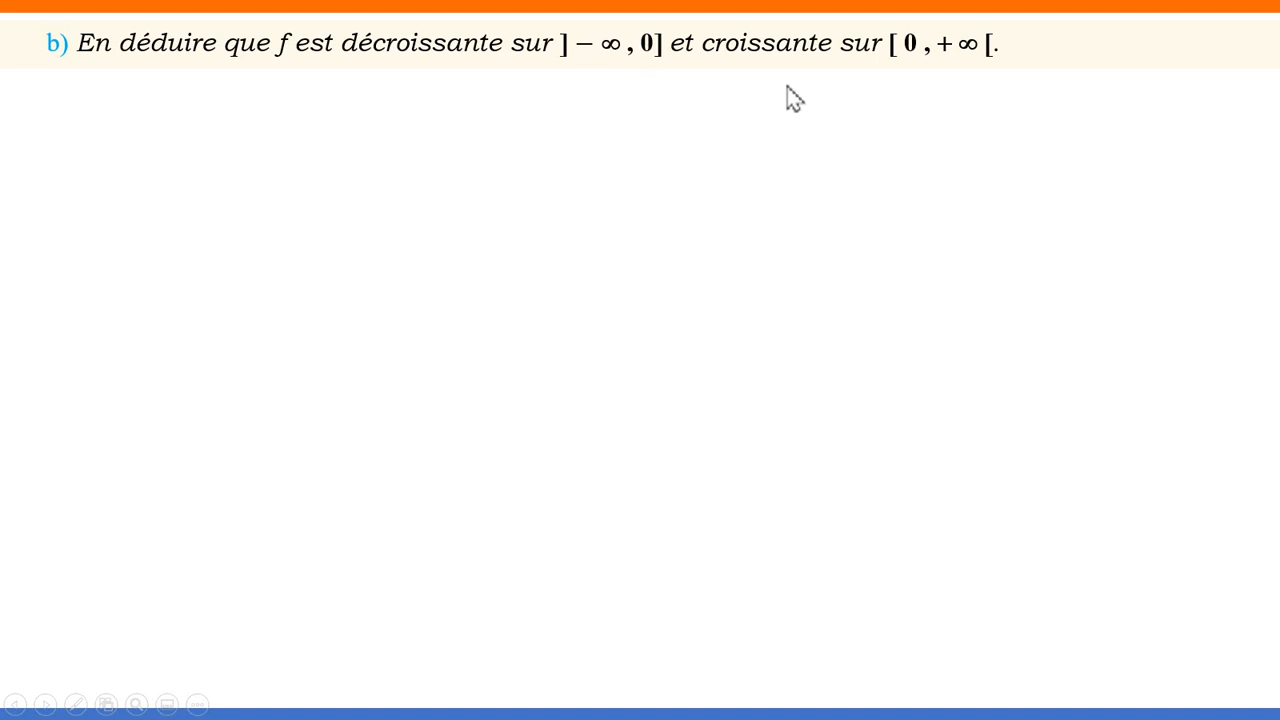 b) En déduire que f est décroissante sur ] − ∞ , 0] et croissante sur [ 0 , + ∞ [.